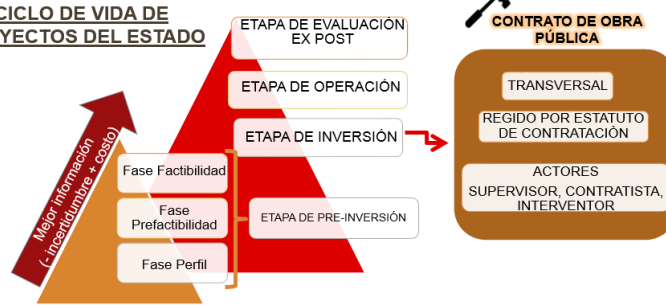 CICLO DE VIDA DE
YECTOS DEL ESTADO
ETAPA DE EVALUACIÓN
EX POST
ETAPA DE OPERACIÓN
ETAPA DE INVERSIÓN
ETAPA DE PRE-INVERSIÓN
Fase Factibilidad
Fase
Prefactibilidad
Fase Perfil
Mejor información
(- incertidumbre + costo)
CONTRATO DE OBRA
PÚBLICA
TRANSVERSAL
REGIDO POR ESTATUTO
DE CONTRATACIÒN
ACTORES
SUPERVISOR, CONTRATISTA,
INTERVENTOR